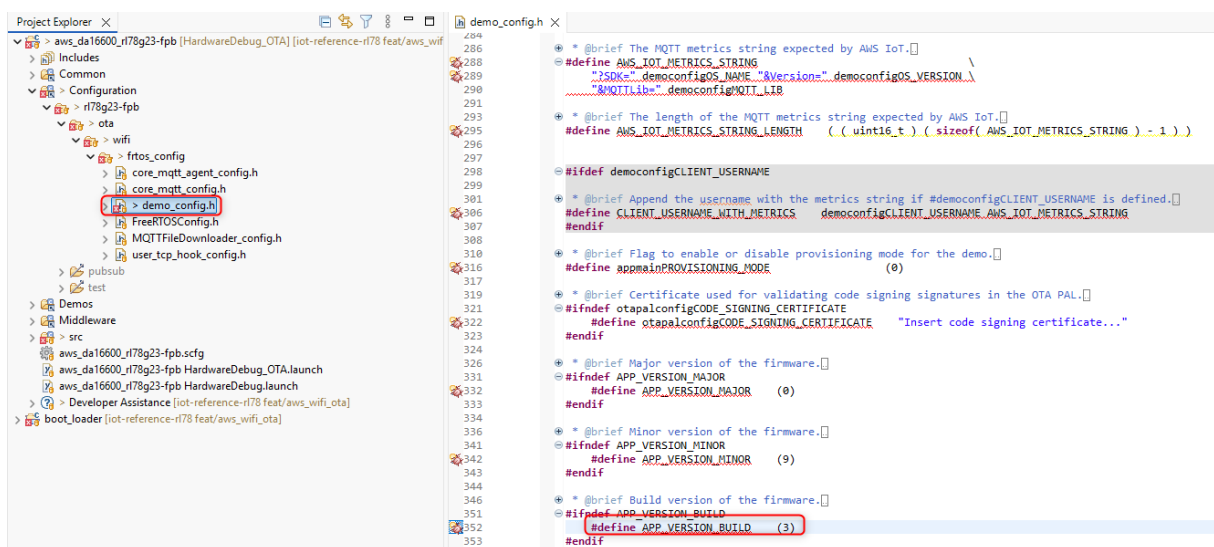 Project Explorer
> aws_da16600_rl78g23-fpb [HardwareDebug_OTA] [iot-reference-rl78 feat/aws_wif
Includes
Common
> Configuration
> rl78g23-fpb
> ota
> wifi
> frtos_config
core_mqtt_agent_config.h
core_mqtt_config.h
> demo_config.h
FreeRTOSConfig.h
MQTTFileDownloader_config.h
user_tcp_hook_config.h
pubsub
test
Demos
Middleware
> src
aws_da16600_rl78g23-fpb.scfg
aws_da16600_rl78g23-fpb HardwareDebug_OTA.launch
aws_da16600_rl78g23-fpb HardwareDebug.launch
> Developer Assistance [iot-reference-rl78 feat/aws_wifi_ota]
boot_loader [iot-reference-rl78 feat/aws_wifi_ota]
demo_config.h
284
286 * @brief The MQTT metrics string expected by AWS IoT.
288 #define AWS_IOT_METRICS_STRING \
289 "?SDK=" democonfigOS_NAME "&Version=" democonfigOS_VERSION \
290 "&MQTTLib=" democonfigMQTT_LIB
291
293 * @brief The length of the MQTT metrics string expected by AWS IoT.
295 #define AWS_IOT_METRICS_STRING_LENGTH ( ( uint16_t ) ( sizeof( AWS_IOT_METRICS_STRING ) - 1 ) )
296
297
298 #ifdef democonfigCLIENT_USERNAME
299
301 * @brief Append the username with the metrics string if #democonfigCLIENT_USERNAME is defined.
306 #define CLIENT_USERNAME_WITH_METRICS democonfigCLIENT_USERNAME AWS_IOT_METRICS_STRING
307 #endif
308
310 * @brief Flag to enable or disable provisioning mode for the demo.
316 #define appmainPROVISIONING_MODE (0)
317
319 * @brief Certificate used for validating code signing signatures in the OTA PAL.
321 #ifndef otapalconfigCODE_SIGNING_CERTIFICATE
322 #define otapalconfigCODE_SIGNING_CERTIFICATE "Insert code signing certificate..."
323 #endif
324
326 * @brief Major version of the firmware.
331 #ifndef APP_VERSION_MAJOR
332 #define APP_VERSION_MAJOR (0)
333 #endif
334
336 * @brief Minor version of the firmware.
341 #ifndef APP_VERSION_MINOR
342 #define APP_VERSION_MINOR (9)
343 #endif
344
346 * @brief Build version of the firmware.
351 #ifndef APP_VERSION_BUILD
352 #define APP_VERSION_BUILD (3)
353 #endif